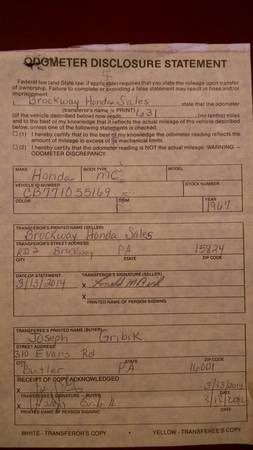 ODOMETER DISCLOSURE STATEMENT
Federal law (and State law, if applicable) requires that you state the mileage upon transfer
of ownership. Failure to complete or providing a false statement may result in fines and/or
imprisonment.
I, Brockway Honda Sales state that the odometer
(transferor's name is PRINT)
(of the vehicle described below) now reads 631 (no tenths) miles
and to the best of my knowledge that it reflects the actual mileage of the vehicle described
below, unless one of the following statements is checked.
(1) I hereby certify that to the best of my knowledge the odometer reading reflects the
amount of mileage in excess of its mechanical limits.
(2) I hereby certify that the odometer reading is NOT the actual mileage. WARNING –
ODOMETER DISCREPANCY.
MAKE BODY TYPE MODEL
Honda MC
VEHICLE ID NUMBER STOCK NUMBER
CB771055169
COLOR YEAR
1967
TRANSFEROR'S PRINTED NAME (SELLER)
Brockway Honda Sales
TRANSFEROR'S STREET ADDRESS
RD 2 Brockway PA 15824
CITY STATE ZIP CODE
DATE OF STATEMENT TRANSFEROR'S SIGNATURE (SELLER)
3/13/2014 X
X
PRINTED NAME OF PERSON SIGNING
TRANSFEREE'S PRINTED NAME (BUYER)
Joseph Gribik
STREET ADDRESS
310 Evans Rd
CITY STATE ZIP CODE
Butler PA 16001
RECEIPT OF COPY ACKNOWLEDGED
X 3/13/2014
TRANSFEREE'S SIGNATURE (BUYER)
X
PRINTED NAME OF PERSON SIGNING
WHITE - TRANSFEROR'S COPY • YELLOW - TRANSFEREE'S COPY